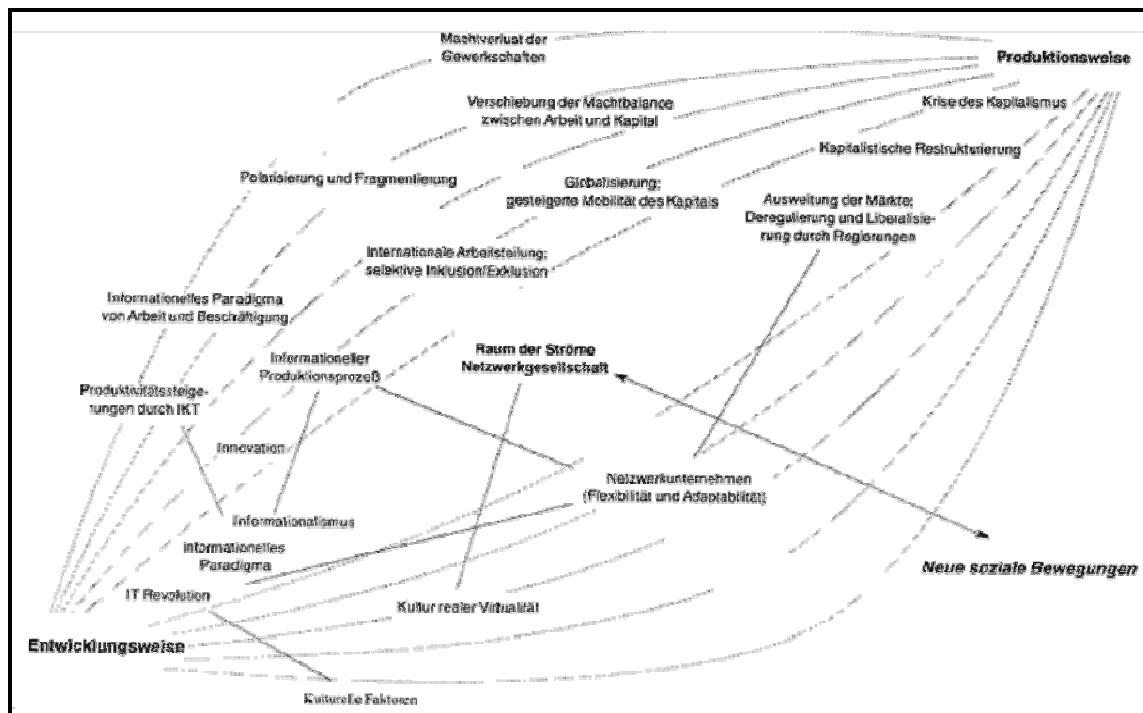 Machtverlust der
Gewerkschaften
Produktionsweise
Verschiebung der Machtbalance
zwischen Arbeit und Kapital
Krise des Kapitalismus
Kapitalistische Restrukturierung
Polarisierung und Fragmentierung
Globalisierung:
gesteigerte Mobilität des Kapitals
Ausweitung der Märkte:
Deregulierung und Liberalisie-
rung durch Regierungen
Internationale Arbeitsteilung:
selektive Inklusion/Exklusion
Informationelles Paradigma
von Arbeit und Beschäftigung
Raum der Ströme
Netzwerkgesellschaft
Informationeller
Produktionsprozeß
Produktivitätssteige-
rungen durch IKT
Innovation
Netzwerkunternehmen
(Flexibilität und Adaptabilität)
Informationalismus
Informationelles
Paradigma
Neue soziale Bewegungen
IT Revolution
Kultur realer Virtualität
Entwicklungsweise
Kulturelle Faktoren